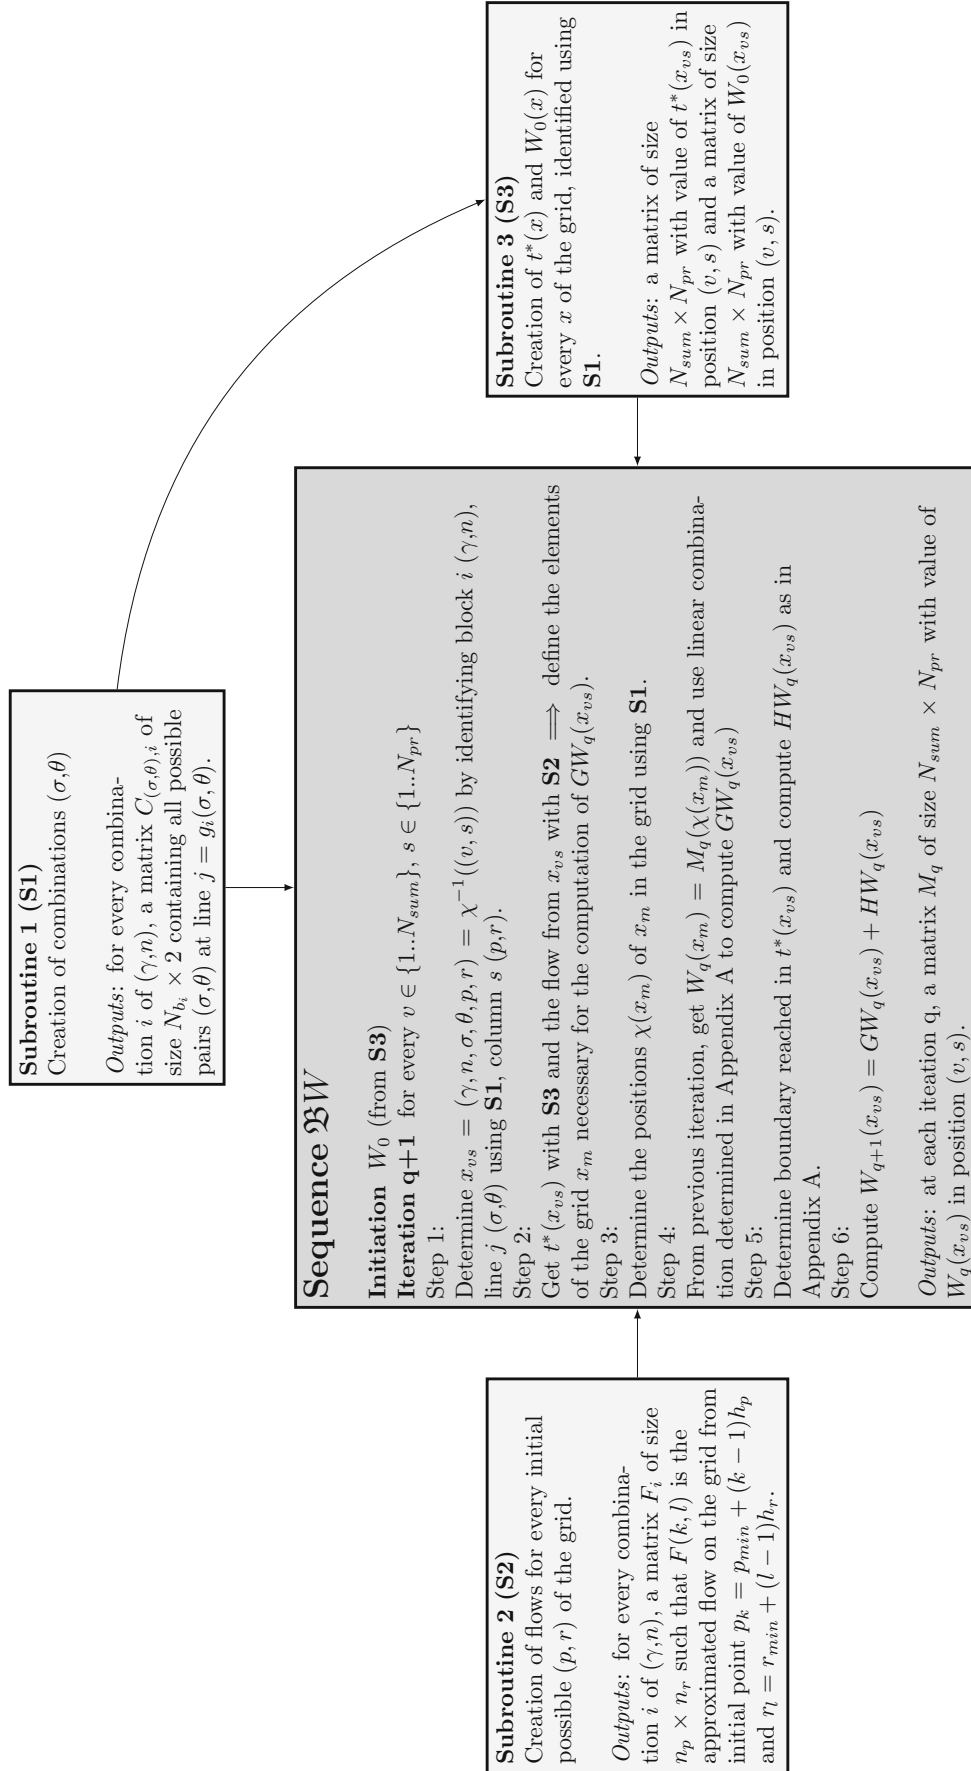 Subroutine 1 (S1)
Creation of combinations (σ,θ)
Outputs: for every combina-
tion i of (γ,n), a matrix C_{(σ,θ),i} of
size N_{b_i} × 2 containing all possible
pairs (σ,θ) at line j = g_i(σ, θ).
Subroutine 2 (S2)
Creation of flows for every initial
possible (p, r) of the grid.
Outputs: for every combina-
tion i of (γ,n), a matrix F_i of size
n_p × n_r such that F(k, l) is the
approximated flow on the grid from
initial point p_k = p_{min} + (k − 1)h_p
and r_l = r_{min} + (l − 1)h_r.
Sequence 𝔅W
Initiation W_0 (from S3)
Iteration q+1 for every v ∈ {1..N_{sum}}, s ∈ {1..N_{pr}}
Step 1:
Determine x_{vs} = (γ, n, σ, θ, p, r) = χ^{−1}((v, s)) by identifying block i (γ,n),
line j (σ,θ) using S1, column s (p,r).
Step 2:
Get t*(x_{vs}) with S3 and the flow from x_{vs} with S2 ⟹ define the elements
of the grid x_m necessary for the computation of GW_q(x_{vs}).
Step 3:
Determine the positions χ(x_m) of x_m in the grid using S1.
Step 4:
From previous iteration, get W_q(x_m) = M_q(χ(x_m)) and use linear combina-
tion determined in Appendix A to compute GW_q(x_{vs})
Step 5:
Determine boundary reached in t*(x_{vs}) and compute HW_q(x_{vs}) as in
Appendix A.
Step 6:
Compute W_{q+1}(x_{vs}) = GW_q(x_{vs}) + HW_q(x_{vs})
Outputs: at each iteation q, a matrix M_q of size N_{sum} × N_{pr} with value of
W_q(x_{vs}) in position (v, s).
Subroutine 3 (S3)
Creation of t*(x) and W_0(x) for
every x of the grid, identified using
S1.
Outputs: a matrix of size
N_{sum} × N_{pr} with value of t*(x_{vs}) in
position (v, s) and a matrix of size
N_{sum} × N_{pr} with value of W_0(x_{vs})
in position (v, s).